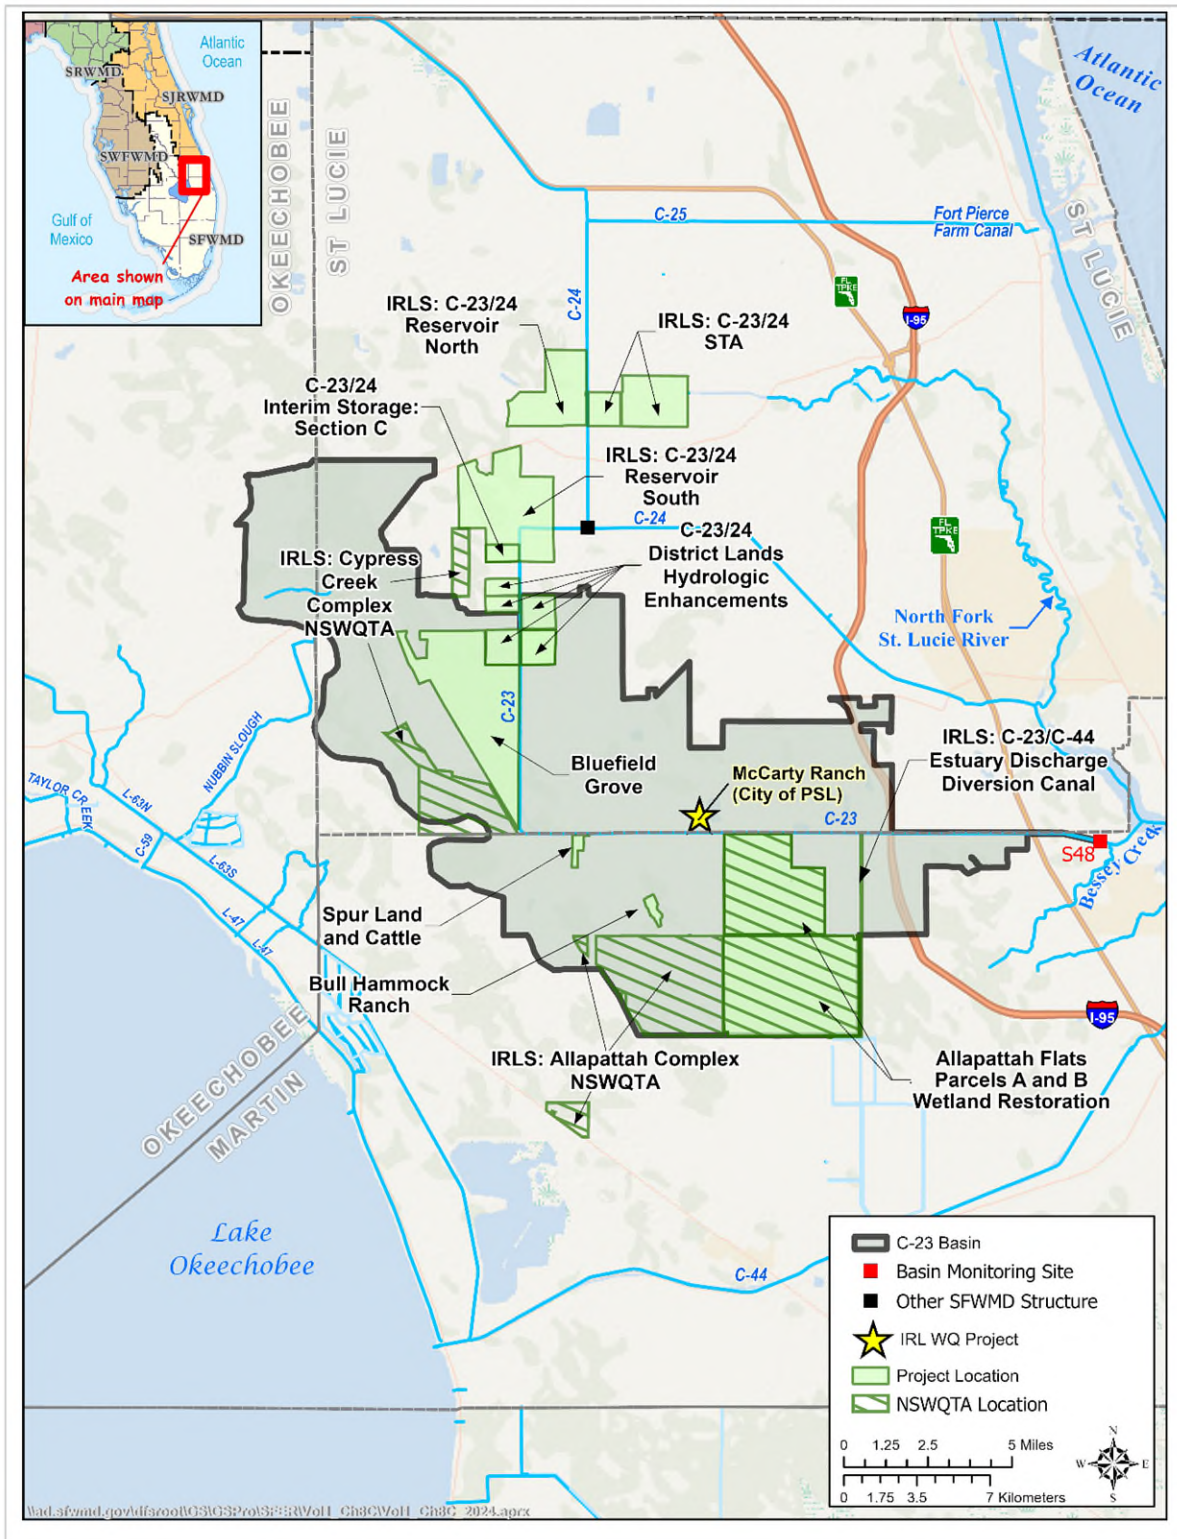 Atlantic
Ocean
SRWMD
SJRWMD
SWFWMD
Gulf of
Mexico
SFWMD
Area shown
on main map
OKEECHOBEE
ST LUCIE
Atlantic
Ocean
C-25
Fort Pierce
Farm Canal
ST LUCIE
C-24
FL
TPKE
I-95
IRLS: C-23/24
Reservoir
North
IRLS: C-23/24
STA
C-23/24
Interim Storage:
Section C
IRLS: C-23/24
Reservoir
South
C-24
C-23/24
District Lands
Hydrologic
Enhancements
FL
TPKE
IRLS: Cypress
Creek
Complex
NSWQTA
North Fork
St. Lucie River
C-23
NUBBIN SLOUGH
Bluefield
Grove
McCarty Ranch
(City of PSL)
IRLS: C-23/C-44
Estuary Discharge
Diversion Canal
TAYLOR CREEK
L-63N
C-59
L-63S
C-23
S48
Bessey Creek
L-47
L-47
Spur Land
and Cattle
Bull Hammock
Ranch
I-95
IRLS: Allapattah Complex
NSWQTA
Allapattah Flats
Parcels A and B
Wetland Restoration
OKEECHOBEE
MARTIN
Lake
Okeechobee
C-44
C-23 Basin
Basin Monitoring Site
Other SFWMD Structure
IRL WQ Project
Project Location
NSWQTA Location
0 1.25 2.5 5 Miles
0 1.75 3.5 7 Kilometers
N
W E
S